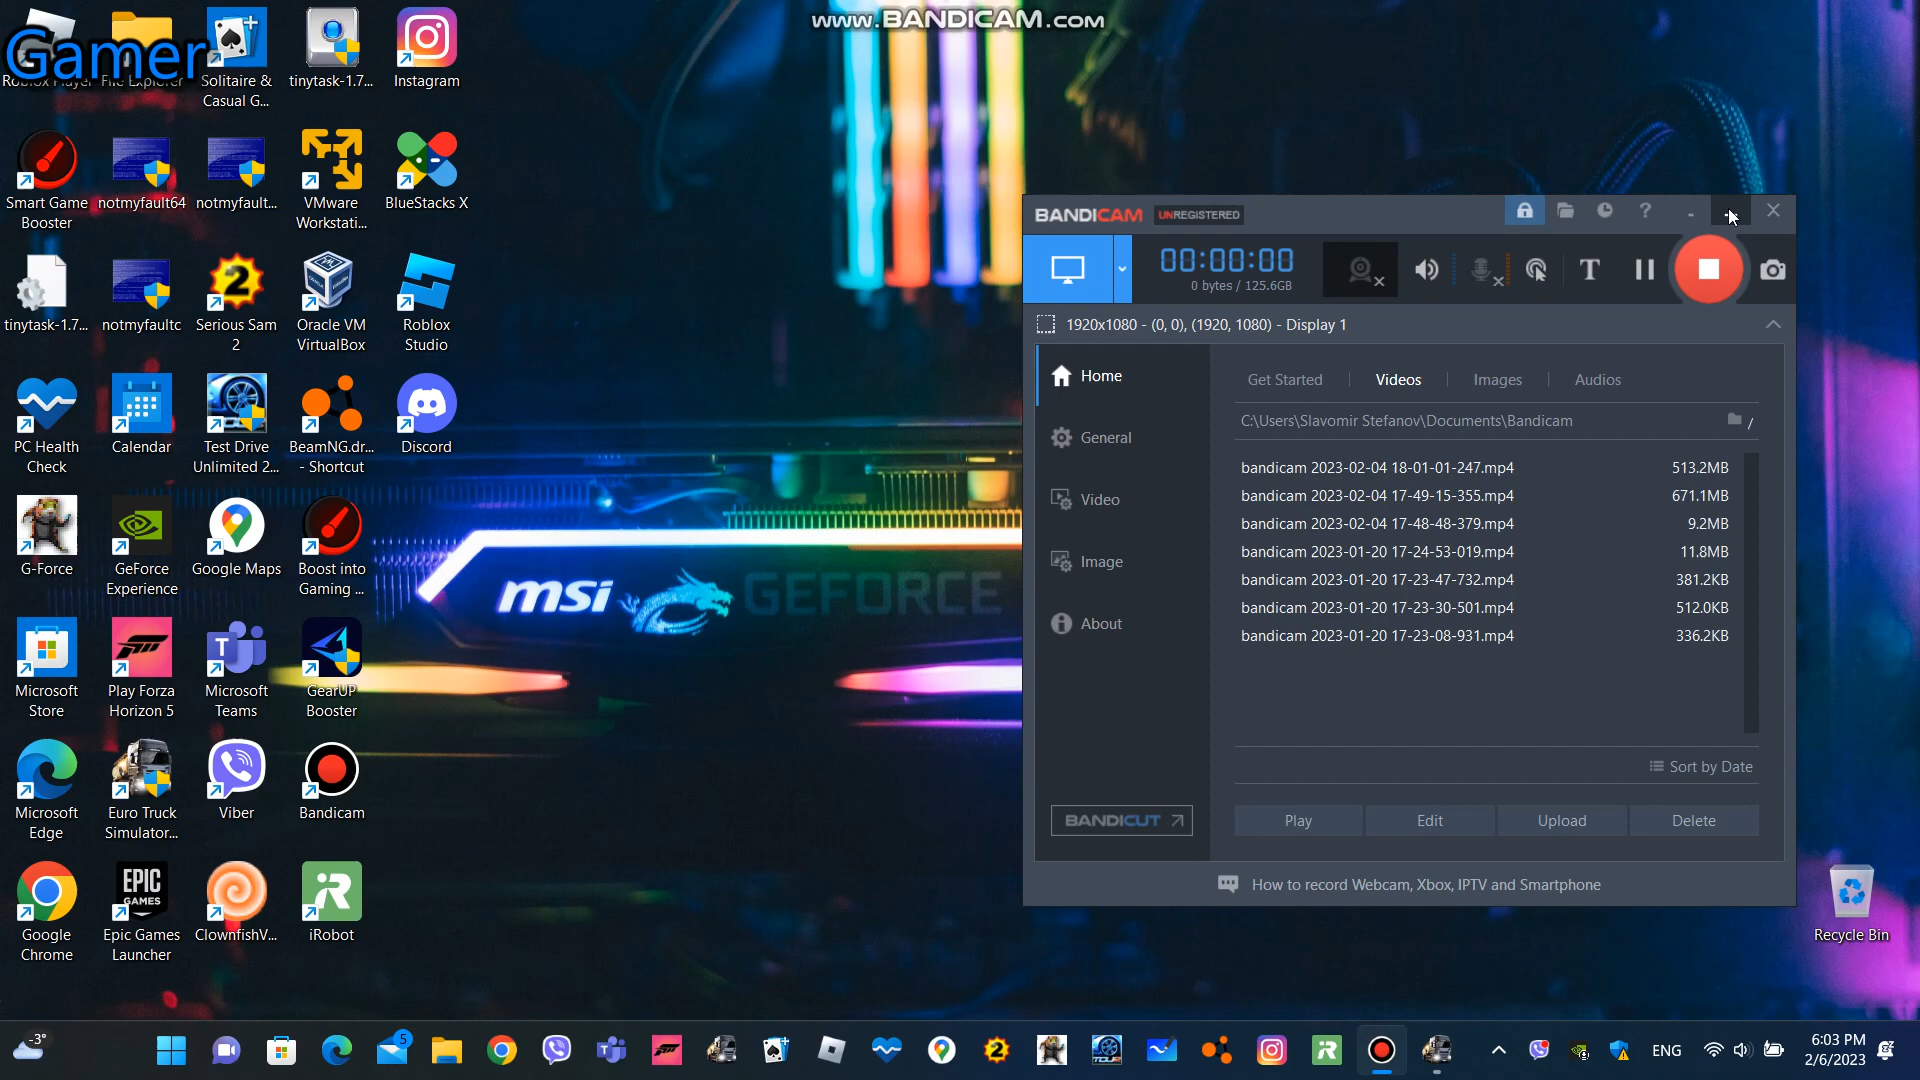 www.BANDICAM.com
Gamer
Roblox Player
File Explorer
Solitaire &
Casual G...
tinytask-1.7...
Instagram
Smart Game
Booster
notmyfault64
notmyfault...
VMware
Workstati...
BlueStacks X
tinytask-1.7...
notmyfaultc
2
Serious Sam
2
Oracle VM
VirtualBox
Roblox
Studio
PC Health
Check
Calendar
Test Drive
Unlimited 2...
BeamNG.dr...
- Shortcut
Discord
G-Force
GeForce
Experience
Google Maps
Boost into
Gaming ...
msi
GEFORCE
Microsoft
Store
Play Forza
Horizon 5
T
Microsoft
Teams
GearUP
Booster
Microsoft
Edge
Euro Truck
Simulator...
Viber
Bandicam
Google
Chrome
EPIC
GAMES
Epic Games
Launcher
ClownfishV...
iR
iRobot
BANDICAM UNREGISTERED
?
00:00:00
0 bytes / 125.6GB
T
1920x1080 - (0, 0), (1920, 1080) - Display 1
Home
General
Video
Image
About
BANDICUT
Get Started
Videos
Images
Audios
C:\Users\Slavomir Stefanov\Documents\Bandicam
/
bandicam 2023-02-04 18-01-01-247.mp4 513.2MB
bandicam 2023-02-04 17-49-15-355.mp4 671.1MB
bandicam 2023-02-04 17-48-48-379.mp4 9.2MB
bandicam 2023-01-20 17-24-53-019.mp4 11.8MB
bandicam 2023-01-20 17-23-47-732.mp4 381.2KB
bandicam 2023-01-20 17-23-30-501.mp4 512.0KB
bandicam 2023-01-20 17-23-08-931.mp4 336.2KB
Sort by Date
Play
Edit
Upload
Delete
How to record Webcam, Xbox, IPTV and Smartphone
Recycle Bin
-3°
5
2
iR
ENG
6:03 PM
2/6/2023